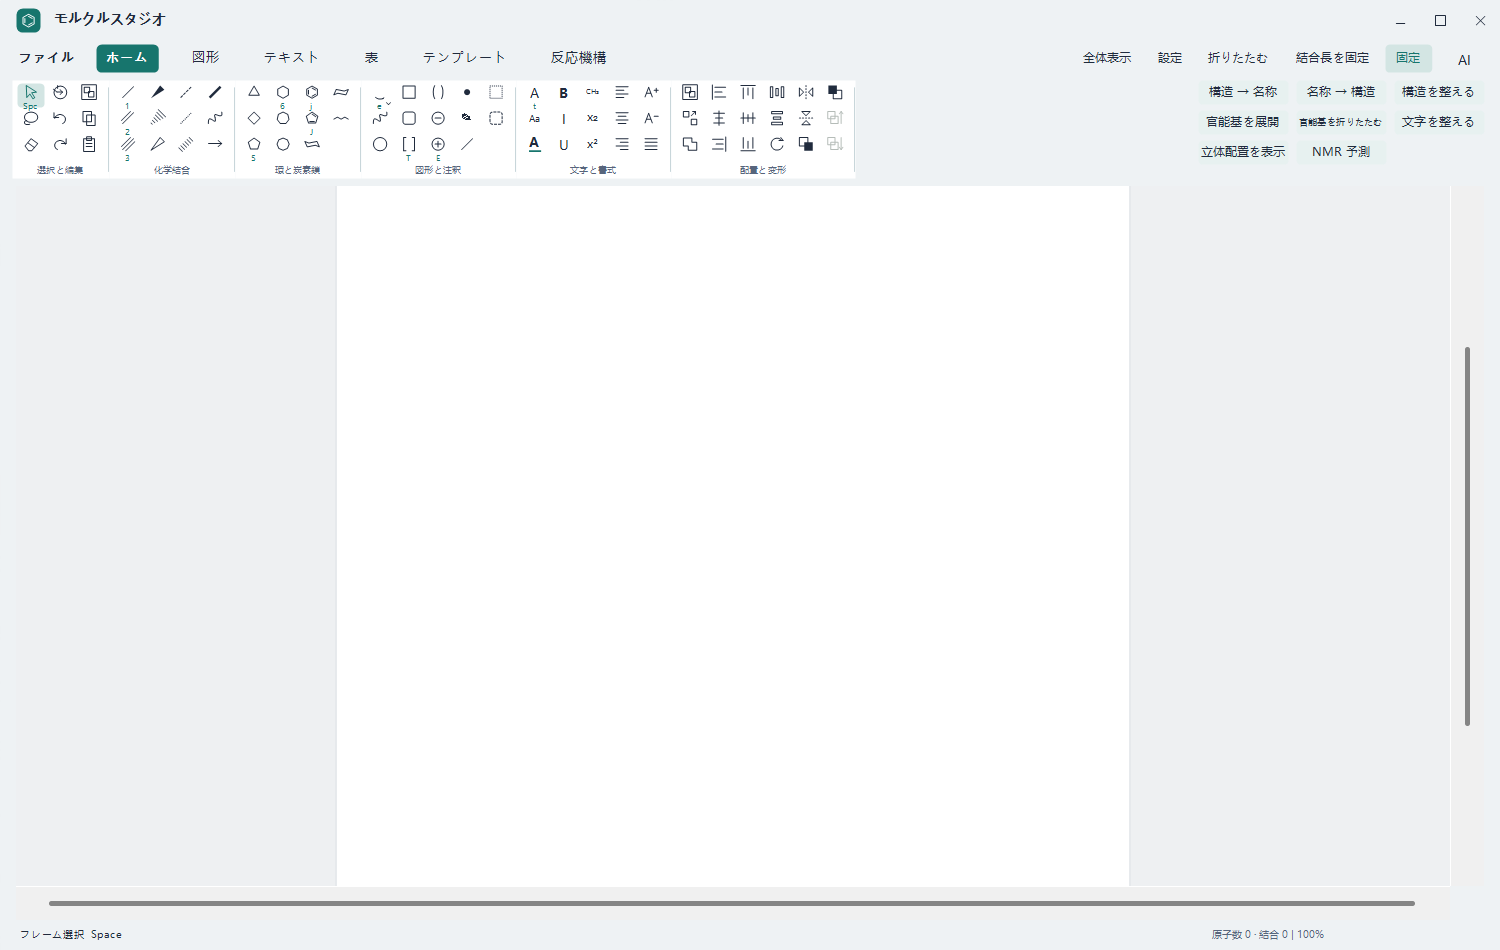 モルクルスタジオ
ファイル ホーム 図形 テキスト 表 テンプレート 反応機構 全体表示 設定 折りたたむ 結合長を固定 固定 AI
構造 → 名称 名称 → 構造 構造を整える
官能基を展開 官能基を折りたたむ 文字を整える
立体配置を表示 NMR 予測
Spc 1 6 j e A t B CH₂ A+
2 J Aa I X₂ A−
3 5 T E A U x²
選択と編集 化学結合 環と炭素鎖 図形と注釈 文字と書式 配置と変形
フレーム選択 Space 原子数 0 · 結合 0 | 100%